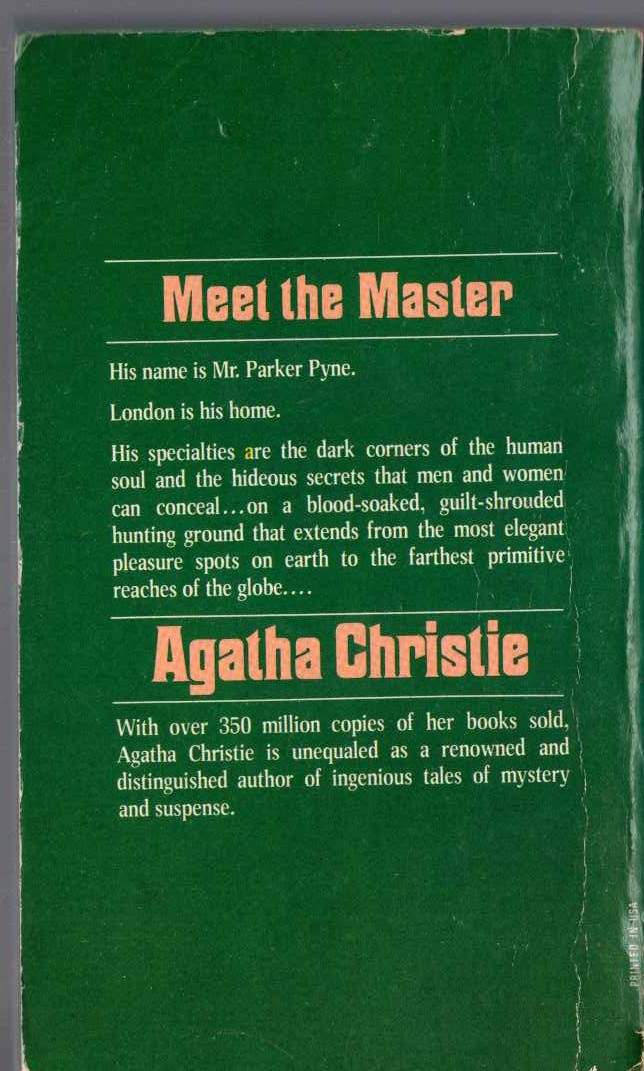 Meet the Master
His name is Mr. Parker Pyne.
London is his home.
His specialties are the dark corners of the human
soul and the hideous secrets that men and women
can conceal...on a blood-soaked, guilt-shrouded
hunting ground that extends from the most elegant
pleasure spots on earth to the farthest primitive
reaches of the globe....
Agatha Christie
With over 350 million copies of her books sold,
Agatha Christie is unequaled as a renowned and
distinguished author of ingenious tales of mystery
and suspense.
PRINTED IN USA